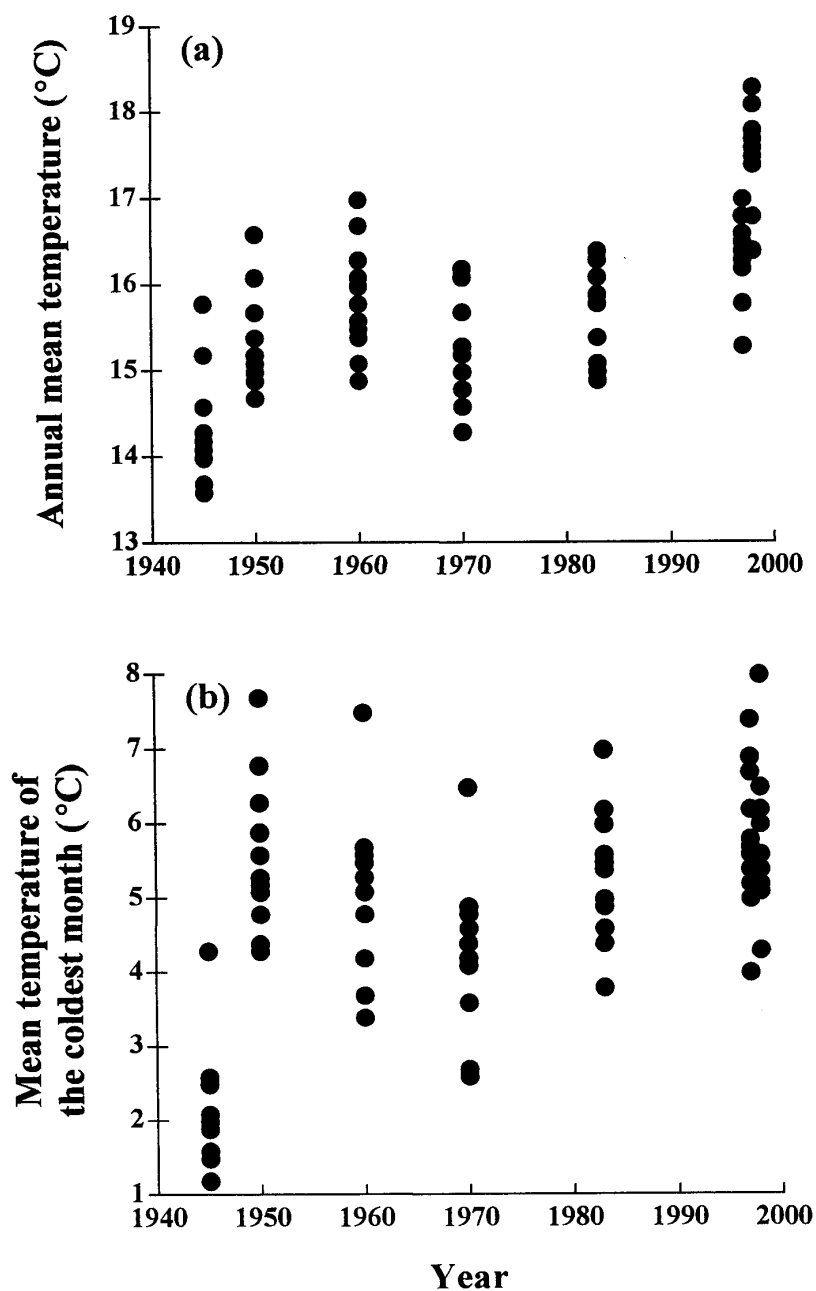 (a)
Annual mean temperature (°C)
19
18
17
16
15
14
13
1940 1950 1960 1970 1980 1990 2000
(b)
Mean temperature of
the coldest month (°C)
8
7
6
5
4
3
2
1
1940 1950 1960 1970 1980 1990 2000
Year